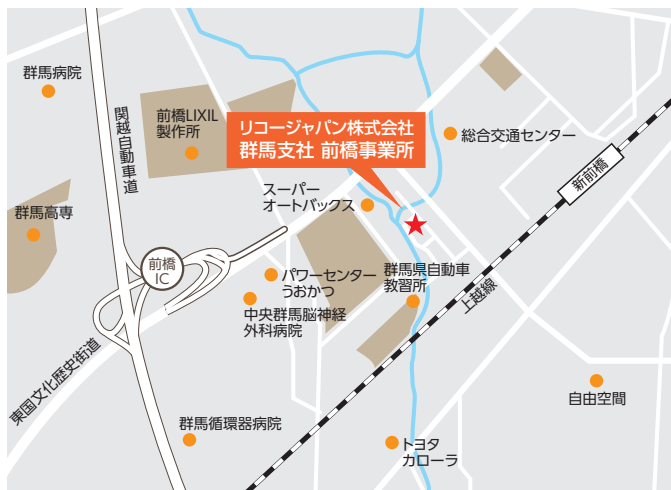 群馬病院
関越自動車道
前橋LIXIL
製作所
リコージャパン株式会社
群馬支社 前橋事業所
総合交通センター
新前橋
スーパー
オートバックス
群馬高専
前橋
IC
パワーセンター
うおかつ
群馬県自動車
教習所
上越線
中央群馬脳神経
外科病院
東国文化歴史街道
自由空間
群馬循環器病院
トヨタ
カローラ